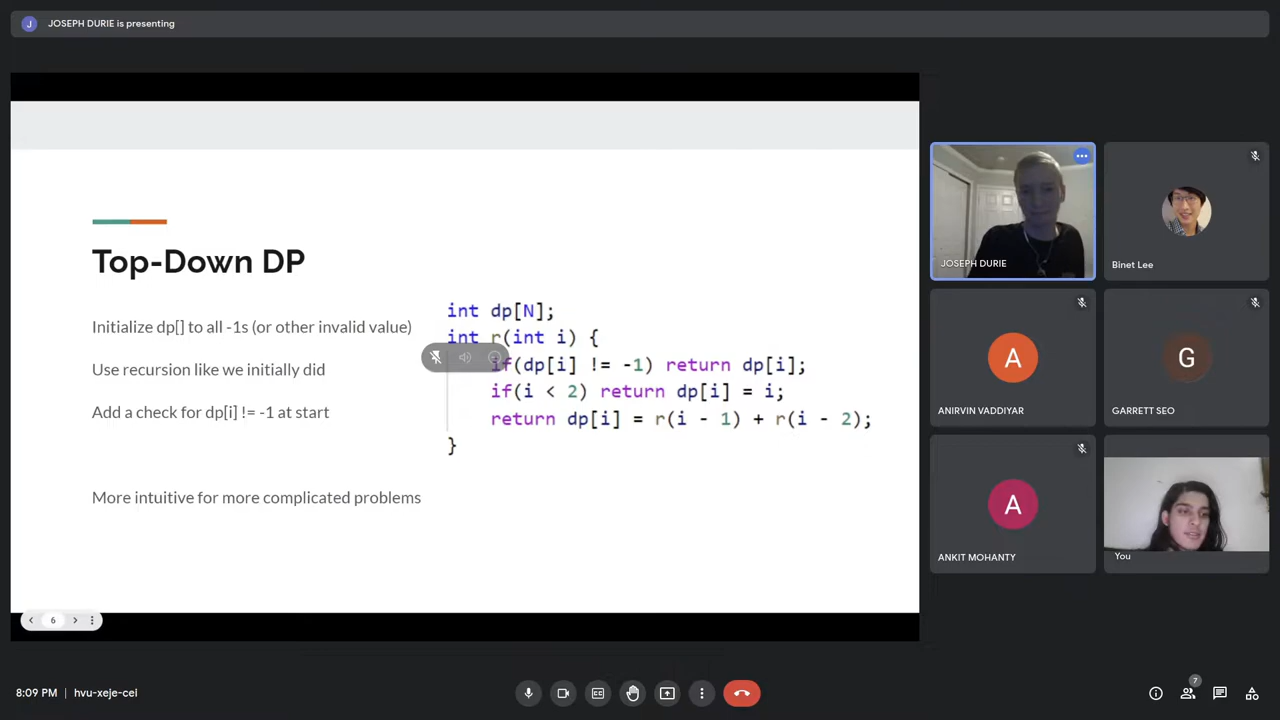 J JOSEPH DURIE is presenting
Top-Down DP
Initialize dp[] to all -1s (or other invalid value)
Use recursion like we initially did
Add a check for dp[i] != -1 at start
More intuitive for more complicated problems
int dp[N];
int r(int i) {
if(dp[i] != -1) return dp[i];
if(i < 2) return dp[i] = i;
return dp[i] = r(i - 1) + r(i - 2);
}
6
JOSEPH DURIE
Binet Lee
A
ANIRVIN VADDIYAR
G
GARRETT SEO
A
ANKIT MOHANTY
You
8:09 PM | hvu-xeje-cei
CC
7